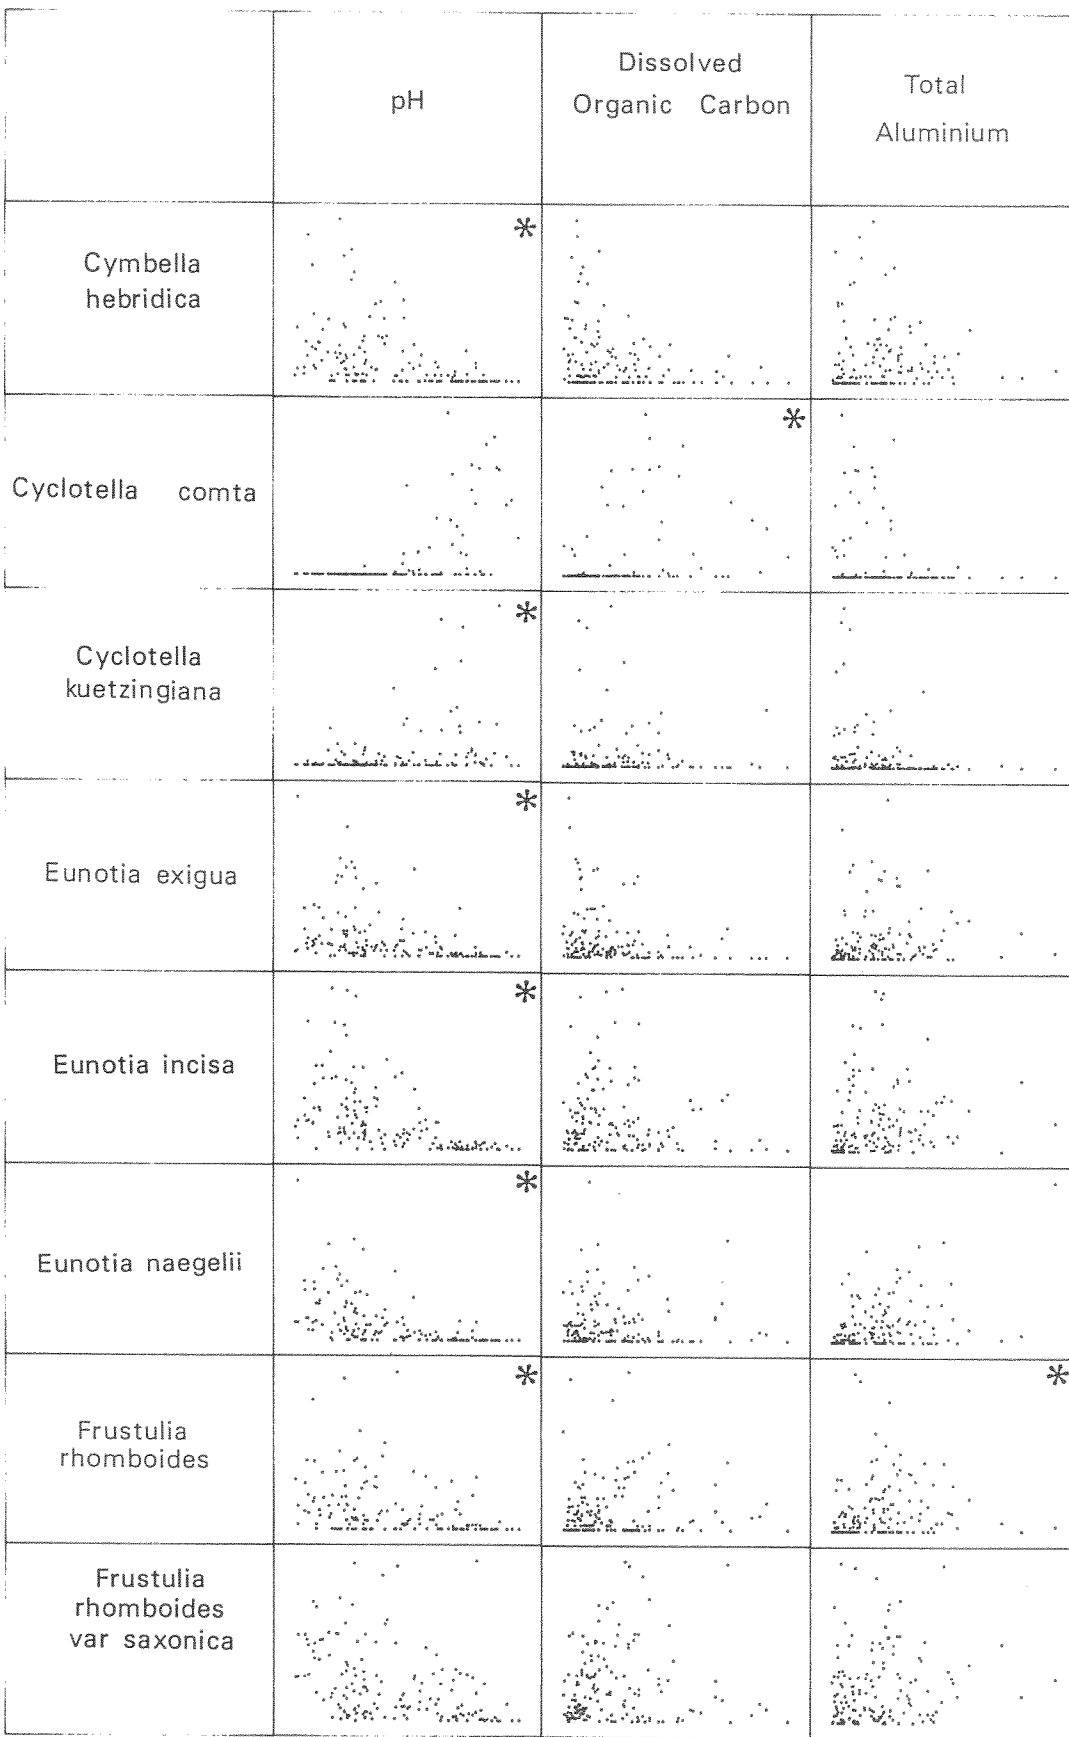 pH
Dissolved
Organic Carbon
Total
Aluminium
Cymbella
hebridica
*
Cyclotella comta
*
Cyclotella
kuetzingiana
*
Eunotia exigua
*
Eunotia incisa
*
Eunotia naegelii
*
Frustulia
rhomboides
*
*
Frustulia
rhomboides
var saxonica